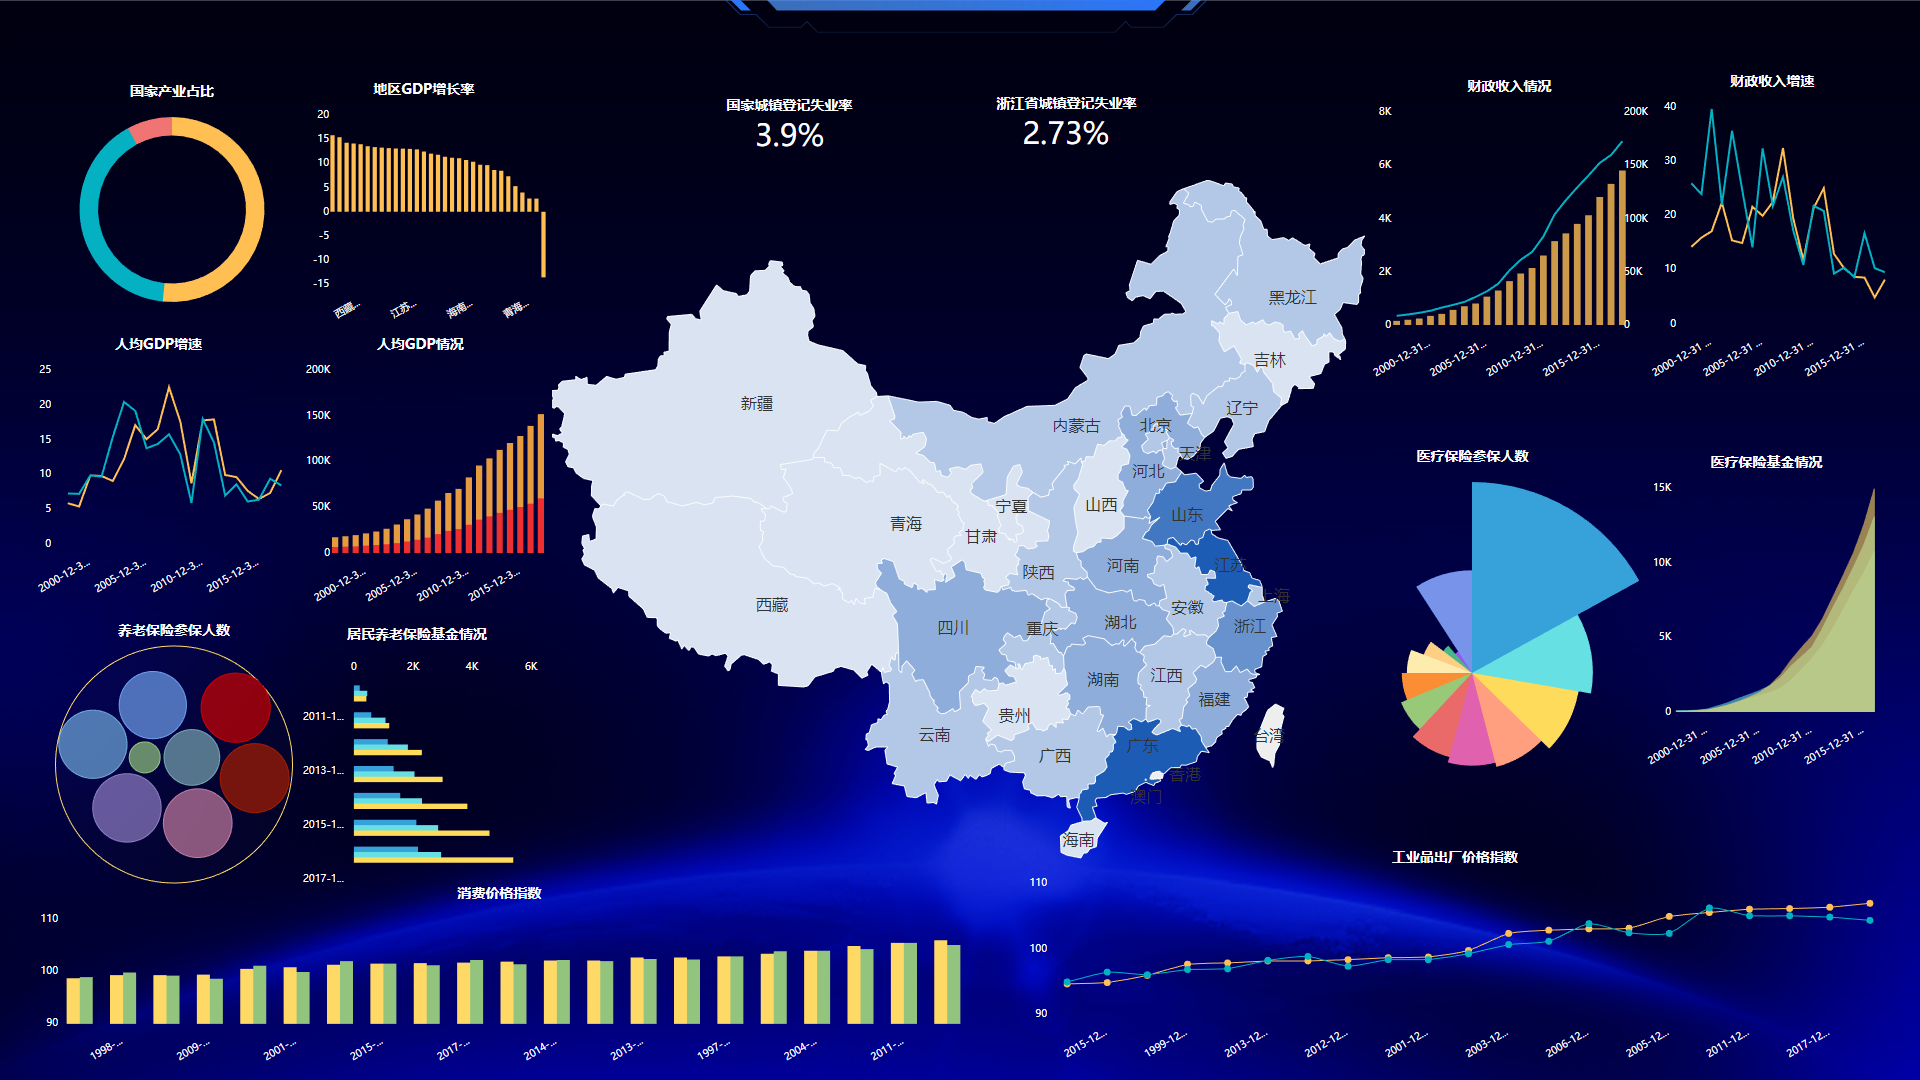 国家产业占比
地区GDP增长率
20
15
10
5
0
-5
-10
-15
西藏...
江苏...
海南...
青海...
国家城镇登记失业率
3.9%
浙江省城镇登记失业率
2.73%
财政收入情况
8K
6K
4K
2K
0
200K
150K
100K
50K
0
2000-12-31 ...
2005-12-31...
2010-12-31...
2015-12-31...
财政收入增速
40
30
20
10
0
2000-12-31 ...
2005-12-31...
2010-12-31 ...
2015-12-31 ...
人均GDP增速
25
20
15
10
5
0
2000-12-3...
2005-12-3...
2010-12-3...
2015-12-3...
人均GDP情况
200K
150K
100K
50K
0
2000-12-3...
2005-12-3...
2010-12-3...
2015-12-3...
黑龙江
吉林
辽宁
新疆
内蒙古
北京
天津
河北
宁夏
山西
山东
青海
甘肃
河南
江苏
陕西
上海
西藏
安徽
四川
重庆
湖北
浙江
湖南
江西
福建
贵州
云南
广西
广东
台湾
香港
澳门
海南
医疗保险参保人数
医疗保险基金情况
15K
10K
5K
0
2000-12-31 ...
2005-12-31 ...
2010-12-31 ...
2015-12-31 ...
养老保险参保人数
居民养老保险基金情况
0
2K
4K
6K
2011-1...
2013-1...
2015-1...
2017-1...
消费价格指数
110
100
90
1998-...
2009-...
2001-...
2015-...
2017-...
2014-...
2013-...
1997-...
2004-...
2011-...
工业品出厂价格指数
110
100
90
2015-12...
1999-12...
2013-12...
2012-12...
2001-12...
2003-12...
2006-12...
2005-12...
2011-12...
2017-12...